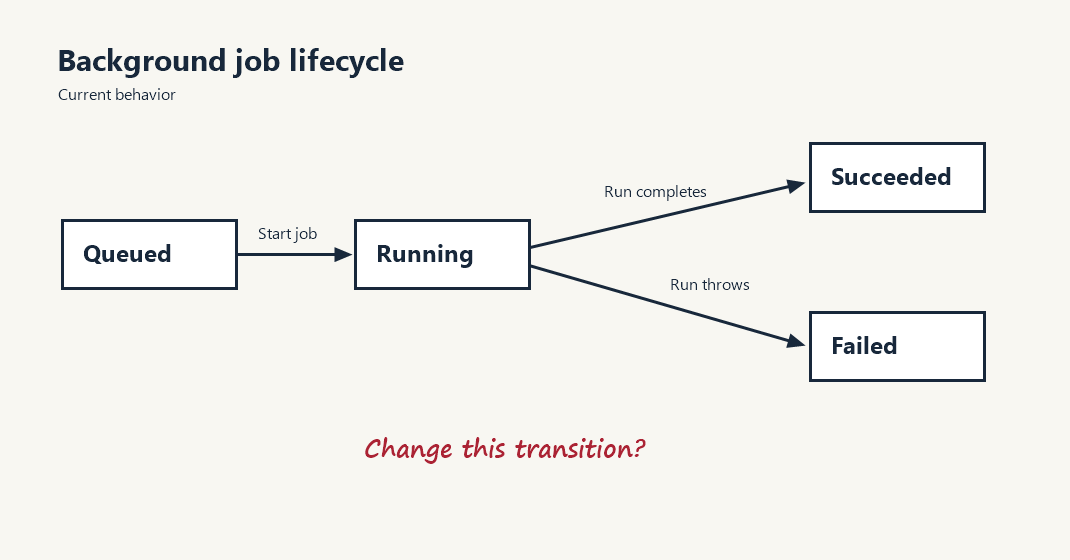 Background job lifecycle
Current behavior
Queued
Start job
Running
Run completes
Succeeded
Run throws
Failed
Change this transition?